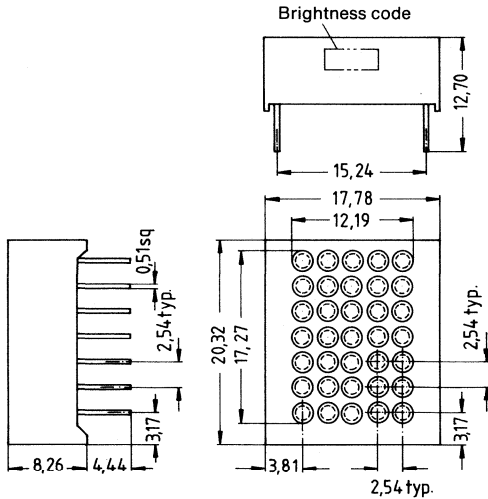 Brightness code
12,70
15,24
17,78
12,19
0,51sq
2,54 typ.
3,17
8,26
4,44
20,32
17,27
2,54 typ.
3,17
3,81
2,54 typ.